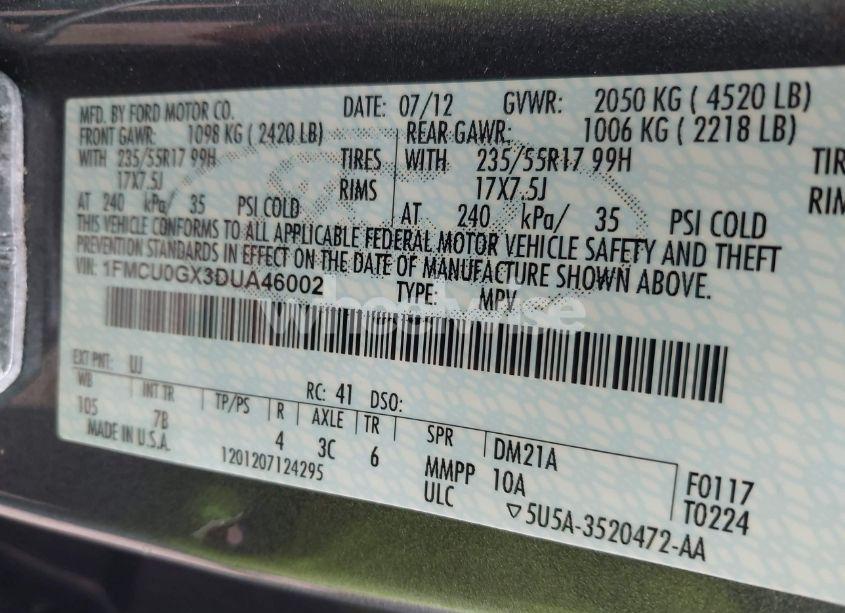 MFD. BY FORD MOTOR CO. DATE: 07/12 GVWR: 2050 KG ( 4520 LB)
FRONT GAWR: 1098 KG ( 2420 LB) REAR GAWR: 1006 KG ( 2218 LB)
WITH 235/55R17 99H TIRES WITH 235/55R17 99H TIRE
17X7.5J RIMS 17X7.5J RIM
AT 240 kPa/ 35 PSI COLD AT 240 kPa/ 35 PSI COLD
THIS VEHICLE CONFORMS TO ALL APPLICABLE FEDERAL MOTOR VEHICLE SAFETY AND THEFT
PREVENTION STANDARDS IN EFFECT ON THE DATE OF MANUFACTURE SHOWN ABOVE.
VIN: 1FMCU0GX3DUA46002 TYPE: MPV
wheelwise
EXT PNT: UJ RC: 41 DSO:
WB INT TR TP/PS R AXLE TR SPR DM21A F0117
105 7B 4 3C 6 MMPP 10A T0224
MADE IN U.S.A. 1201207124295 ULC ▽5U5A-3520472-AA